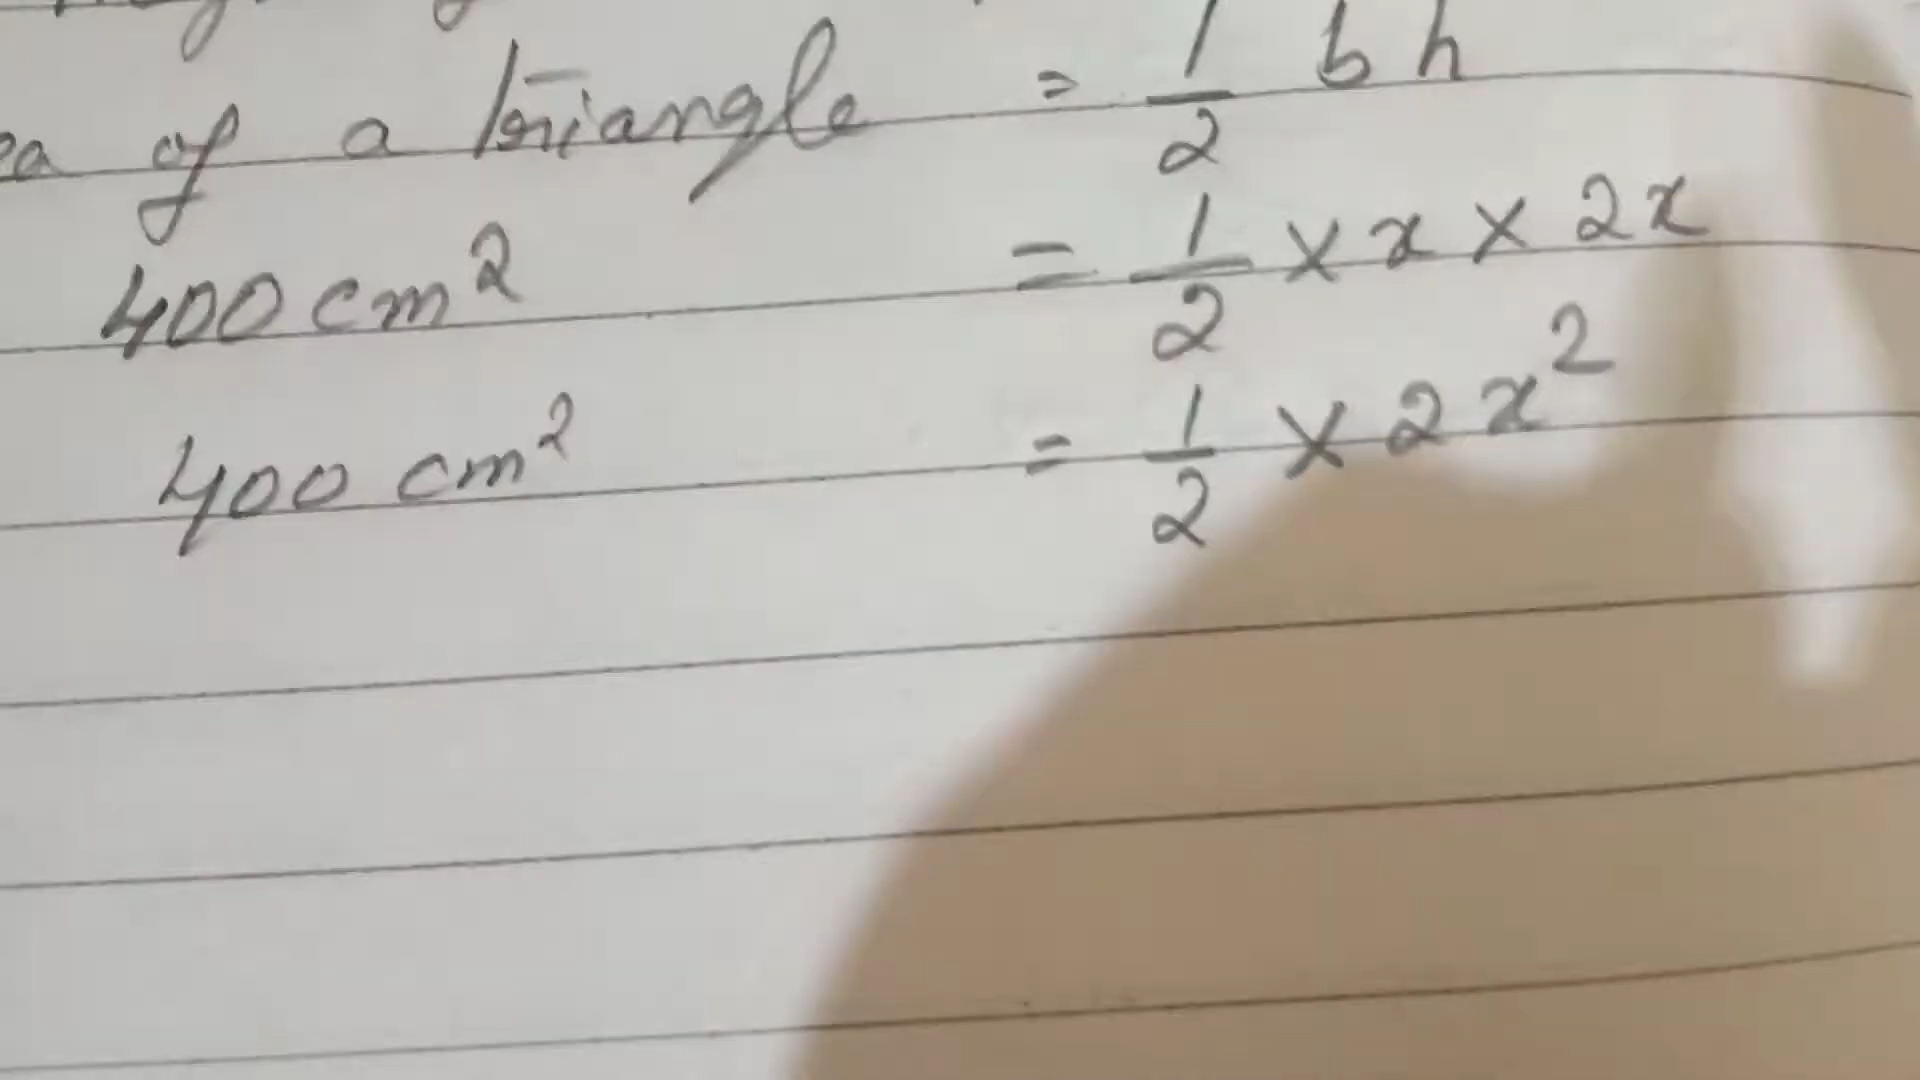 of a triangle = 1/2 b h
400 cm² = 1/2 × x × 2x
400 cm² = 1/2 × 2x²